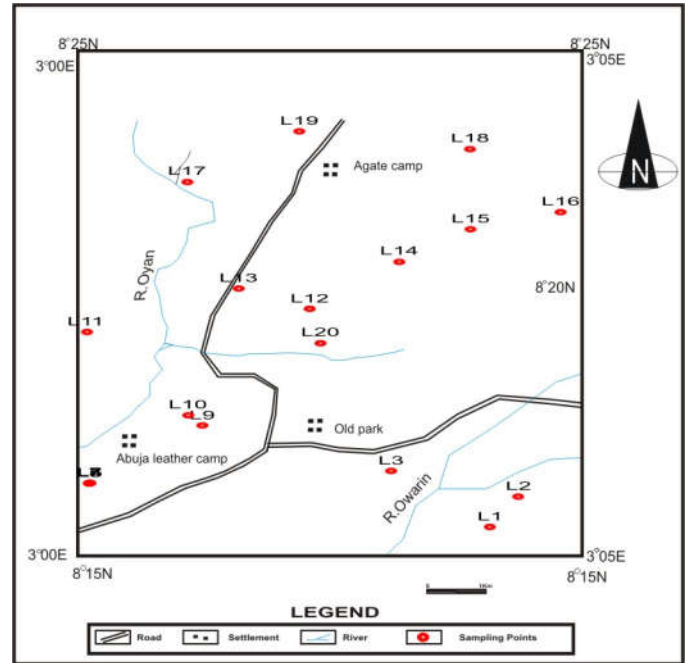 8°25N
8°25N
3°00E
3°05E
L19
L18
Agate camp
L17
N
L16
L15
L14
R.Oyan
L13
8°20N
L12
L11
L20
L10
L9
Old park
Abuja leather camp
L3
R.Owarin
L2
L1
3°00E
3°05E
8°15N
8°15N
0
1Km
LEGEND
Road
Settlement
River
Sampling Points